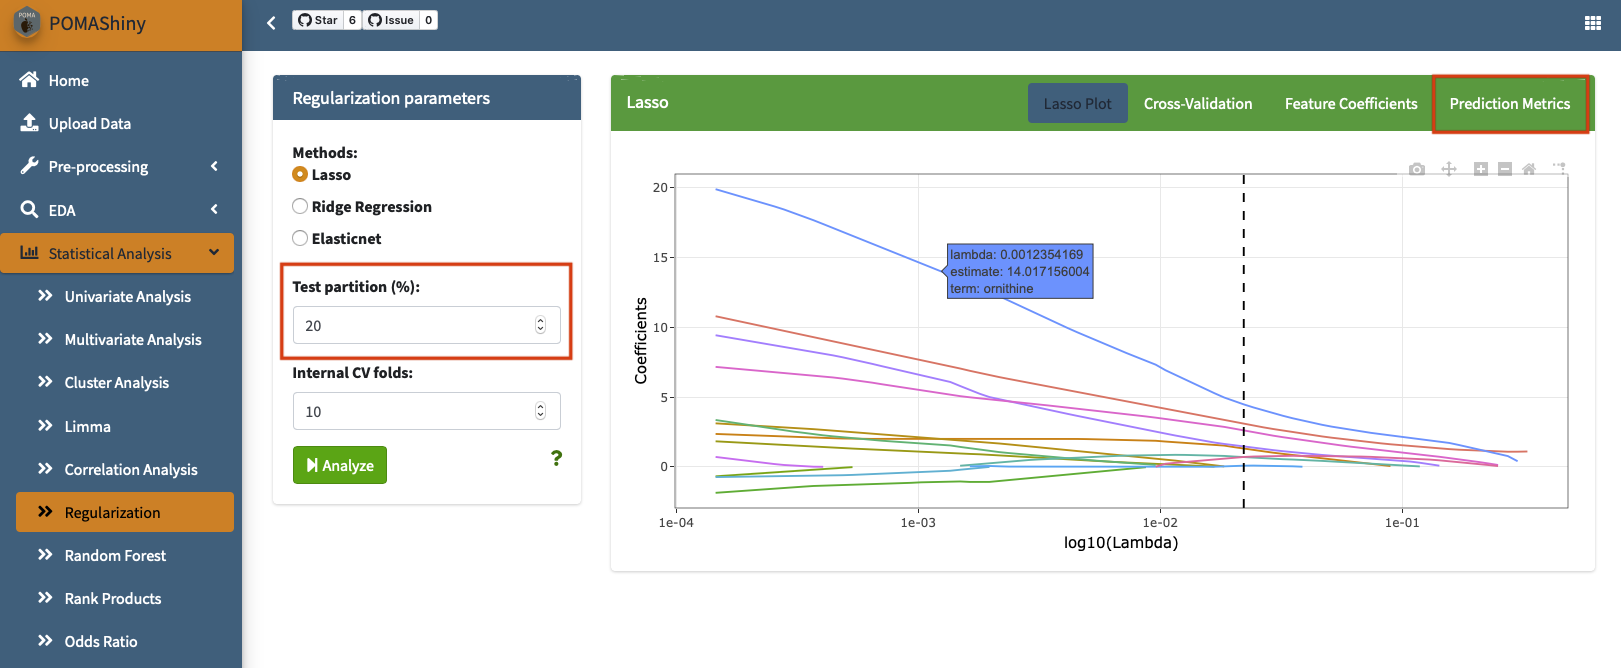 POMA
POMAShiny
Star 6 Issue 0
Home
Upload Data
Pre-processing
EDA
Statistical Analysis
Univariate Analysis
Multivariate Analysis
Cluster Analysis
Limma
Correlation Analysis
Regularization
Random Forest
Rank Products
Odds Ratio
Regularization parameters
Methods:
Lasso
Ridge Regression
Elasticnet
Test partition (%):
20
Internal CV folds:
10
Analyze
?
Lasso
Lasso Plot
Cross-Validation
Feature Coefficients
Prediction Metrics
20
15
10
5
0
Coefficients
lambda: 0.0012354169
estimate: 14.017156004
term: ornithine
1e-04
1e-03
1e-02
1e-01
log10(Lambda)